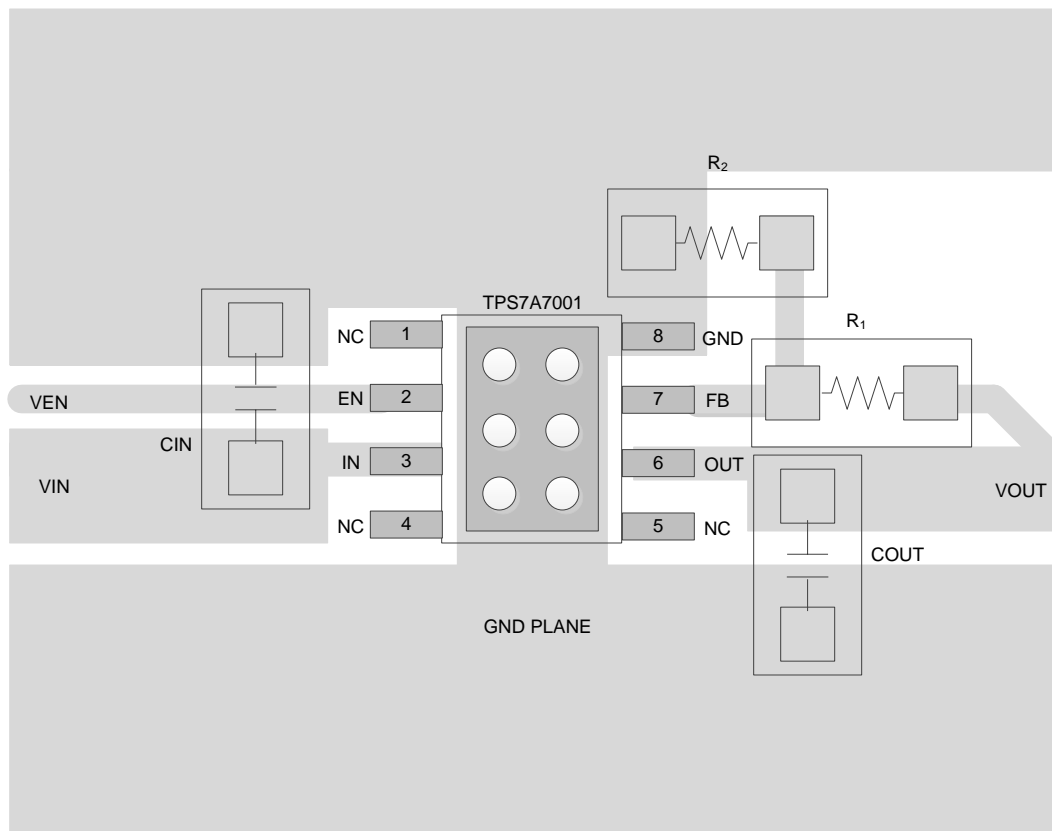 R₂
TPS7A7001
R₁
NC 1
8 GND
VEN
EN 2
7 FB
CIN
VIN
IN 3
6 OUT
VOUT
NC 4
5 NC
COUT
GND PLANE